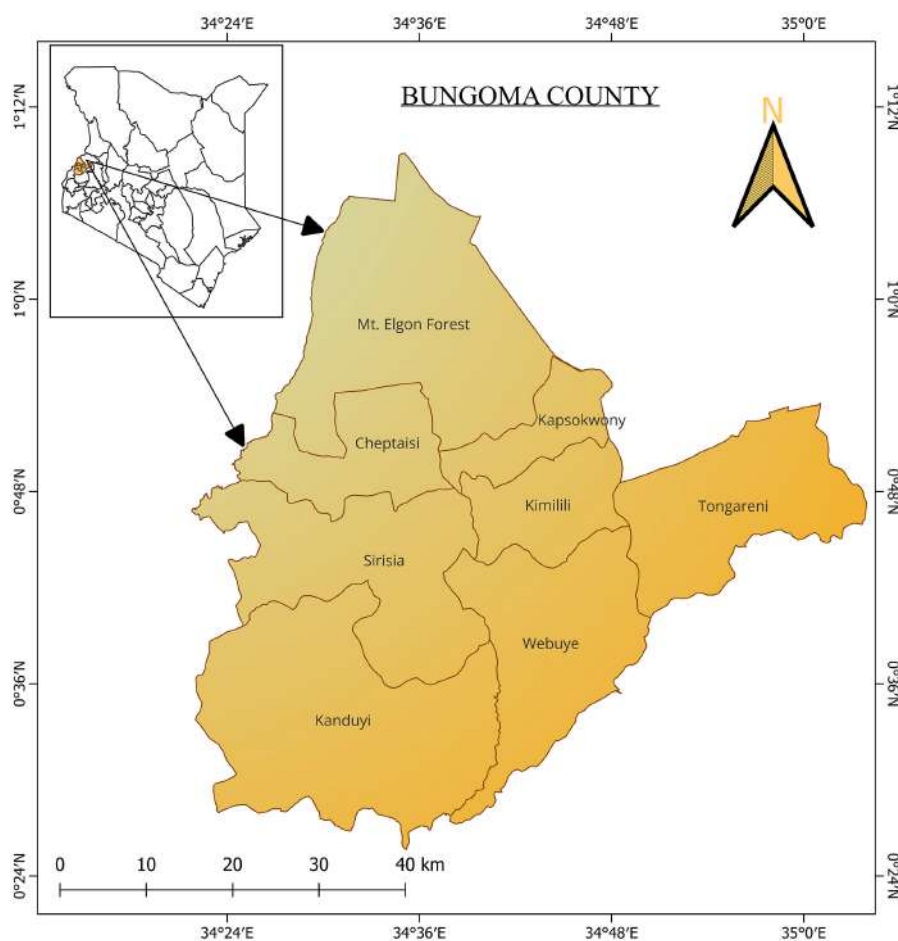 34°24′E 34°36′E 34°48′E 35°0′E
BUNGOMA COUNTY
N
1°12′N 1°12′N
1°0′N 1°0′N
Mt. Elgon Forest
Kapsokwony
Cheptaisi
0°48′N 0°48′N
Kimilili
Tongareni
Sirisia
Webuye
0°36′N 0°36′N
Kanduyi
0 10 20 30 40 km
0°24′N 0°24′N
34°24′E 34°36′E 34°48′E 35°0′E